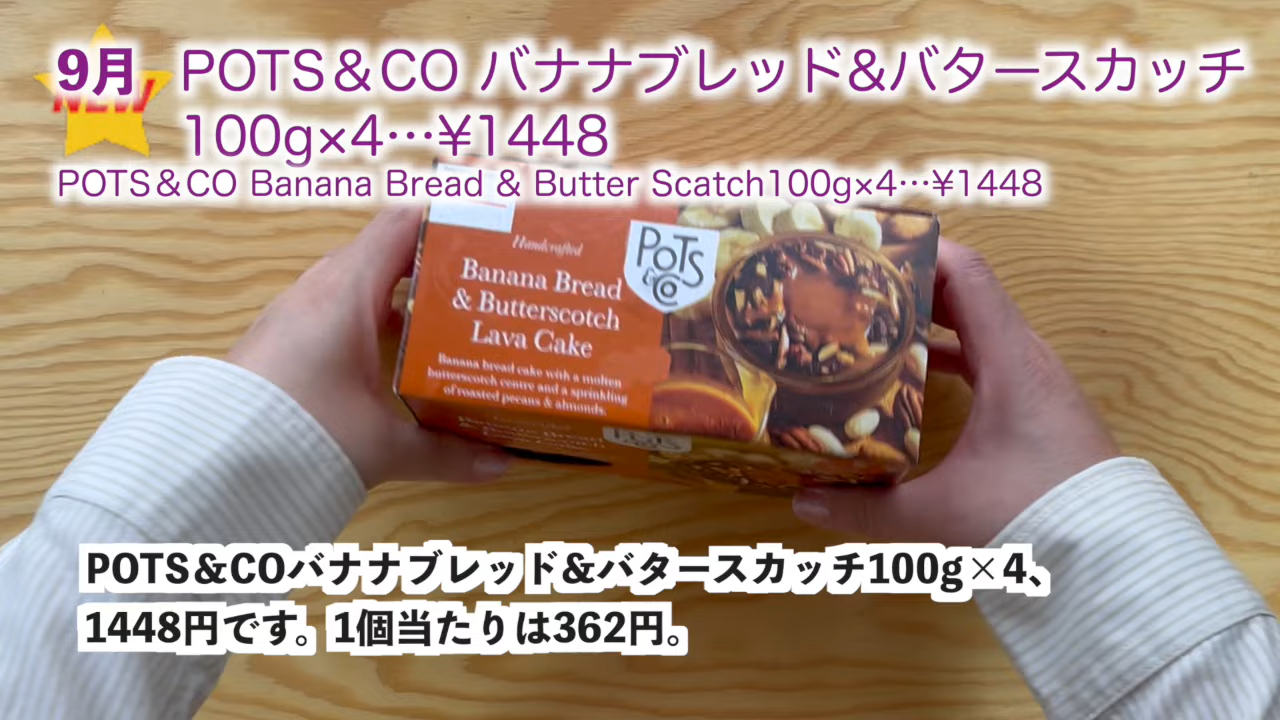 9月
NEW
POTS&CO バナナブレッド&バタースカッチ
100g×4…¥1448
POTS&CO Banana Bread & Butter Scatch100g×4…¥1448
Handcrafted
Banana Bread
& Butterscotch
Lava Cake
Banana bread cake with a molten
butterscotch centre and a sprinkling
of roasted pecans & almonds.
POTS
&CO
POTS&COバナナブレッド&バタースカッチ100g×4、
1448円です。1個当たりは362円。